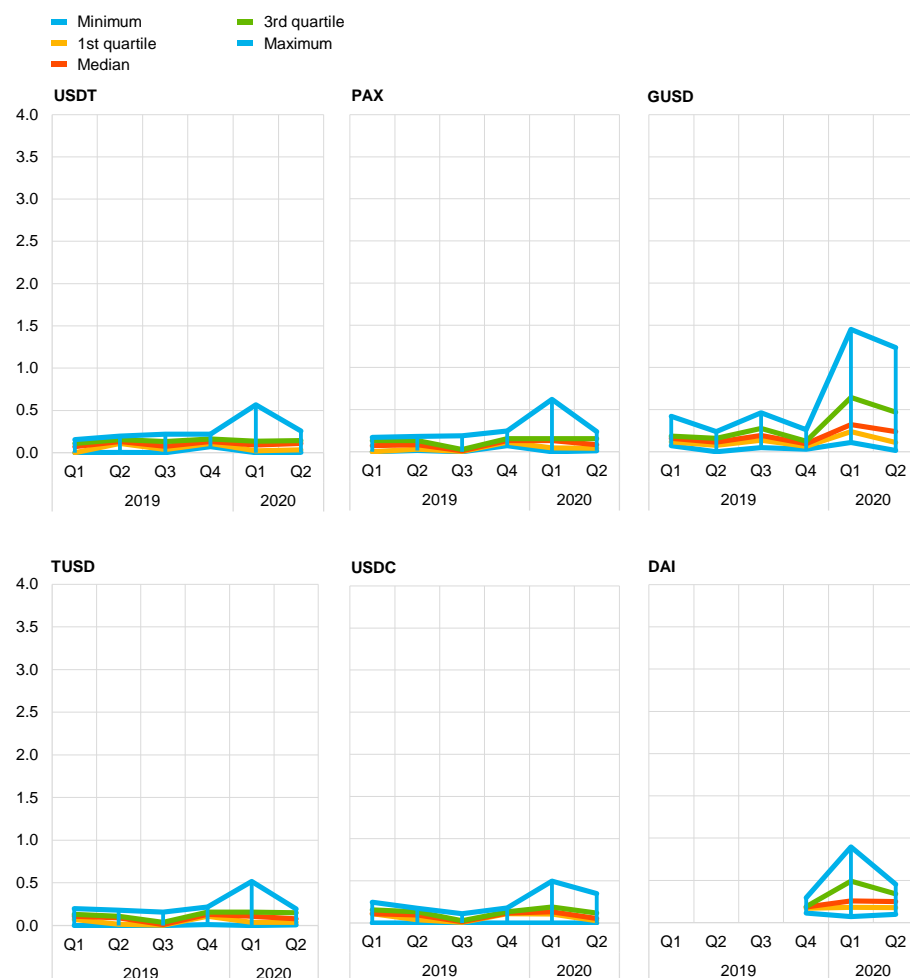 Minimum
3rd quartile
1st quartile
Maximum
Median
USDT
PAX
GUSD
4.0
3.5
3.0
2.5
2.0
1.5
1.0
0.5
0.0
Q1 Q2 Q3 Q4 Q1 Q2
2019 2020
Q1 Q2 Q3 Q4 Q1 Q2
2019 2020
Q1 Q2 Q3 Q4 Q1 Q2
2019 2020
TUSD
USDC
DAI
4.0
3.5
3.0
2.5
2.0
1.5
1.0
0.5
0.0
Q1 Q2 Q3 Q4 Q1 Q2
2019 2020
Q1 Q2 Q3 Q4 Q1 Q2
2019 2020
Q1 Q2 Q3 Q4 Q1 Q2
2019 2020